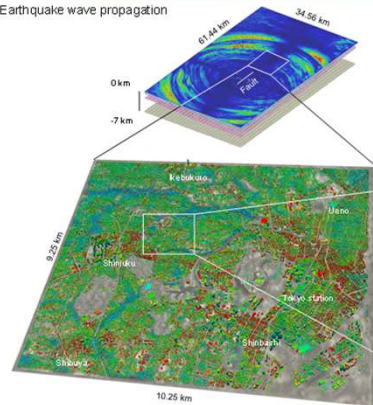 Earthquake wave propagation
61.44 km
34.56 km
0 km
-7 km
Fault
Ikebukuro
Ueno
9.25 km
Shinjuku
Tokyo station
Shinbashi
Shibuya
10.25 km